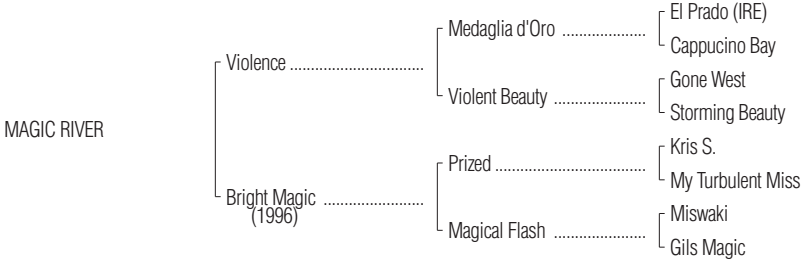 El Prado (IRE)
Medaglia d'Oro
Cappucino Bay
Violence
Gone West
Violent Beauty
Storming Beauty
MAGIC RIVER
Kris S.
Prized
My Turbulent Miss
Bright Magic
(1996)
Miswaki
Magical Flash
Gils Magic